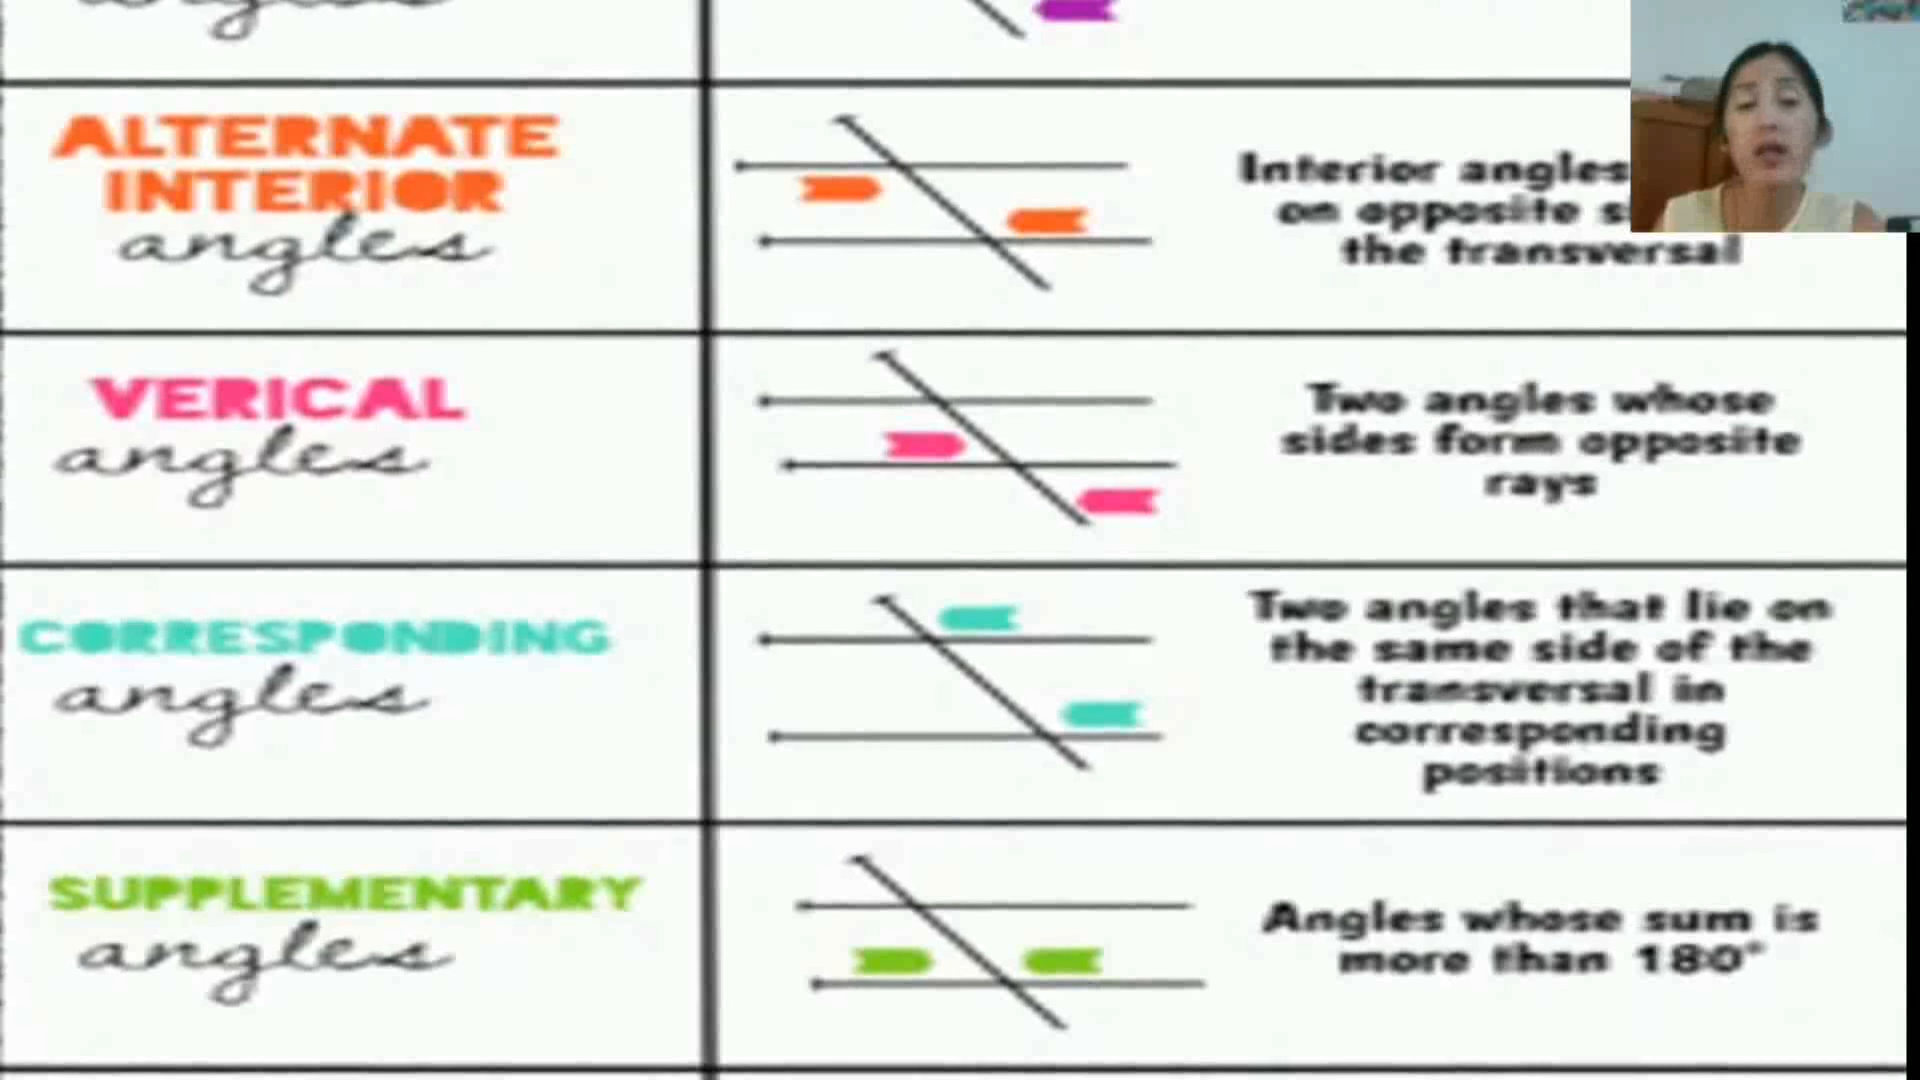 angles
ALTERNATE
INTERIOR
angles
Interior angles
on opposite
the transversal
VERICAL
angles
Two angles whose
sides form opposite
rays
CORRESPONDING
angles
Two angles that lie on
the same side of the
transversal in
corresponding
positions
SUPPLEMENTARY
angles
Angles whose sum is
more than 180°